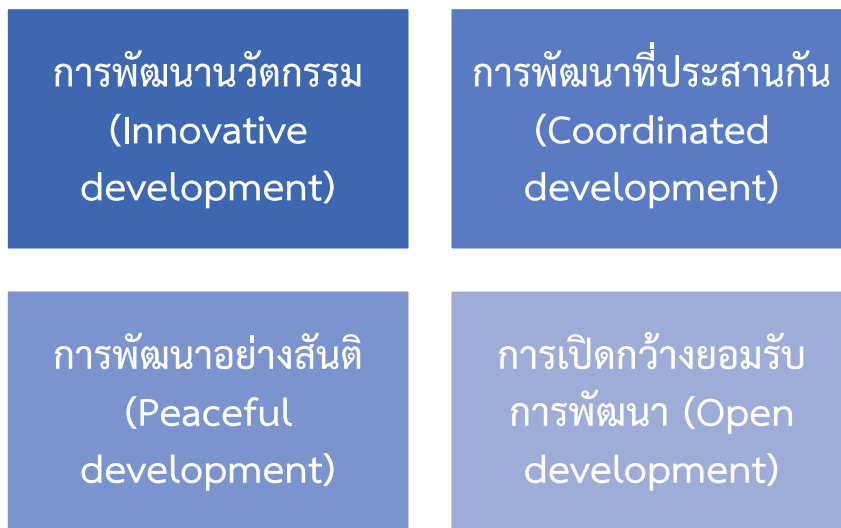 การพัฒนานวัตกรรม
(Innovative
development)
การพัฒนาที่ประสานกัน
(Coordinated
development)
การพัฒนาอย่างสันติ
(Peaceful
development)
การเปิดกว้างยอมรับ
การพัฒนา (Open
development)